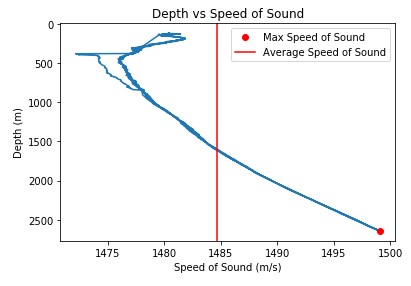 Depth vs Speed of Sound
Max Speed of Sound
Average Speed of Sound
Depth (m)
0
500
1000
1500
2000
2500
1475
1480
1485
1490
1495
1500
Speed of Sound (m/s)